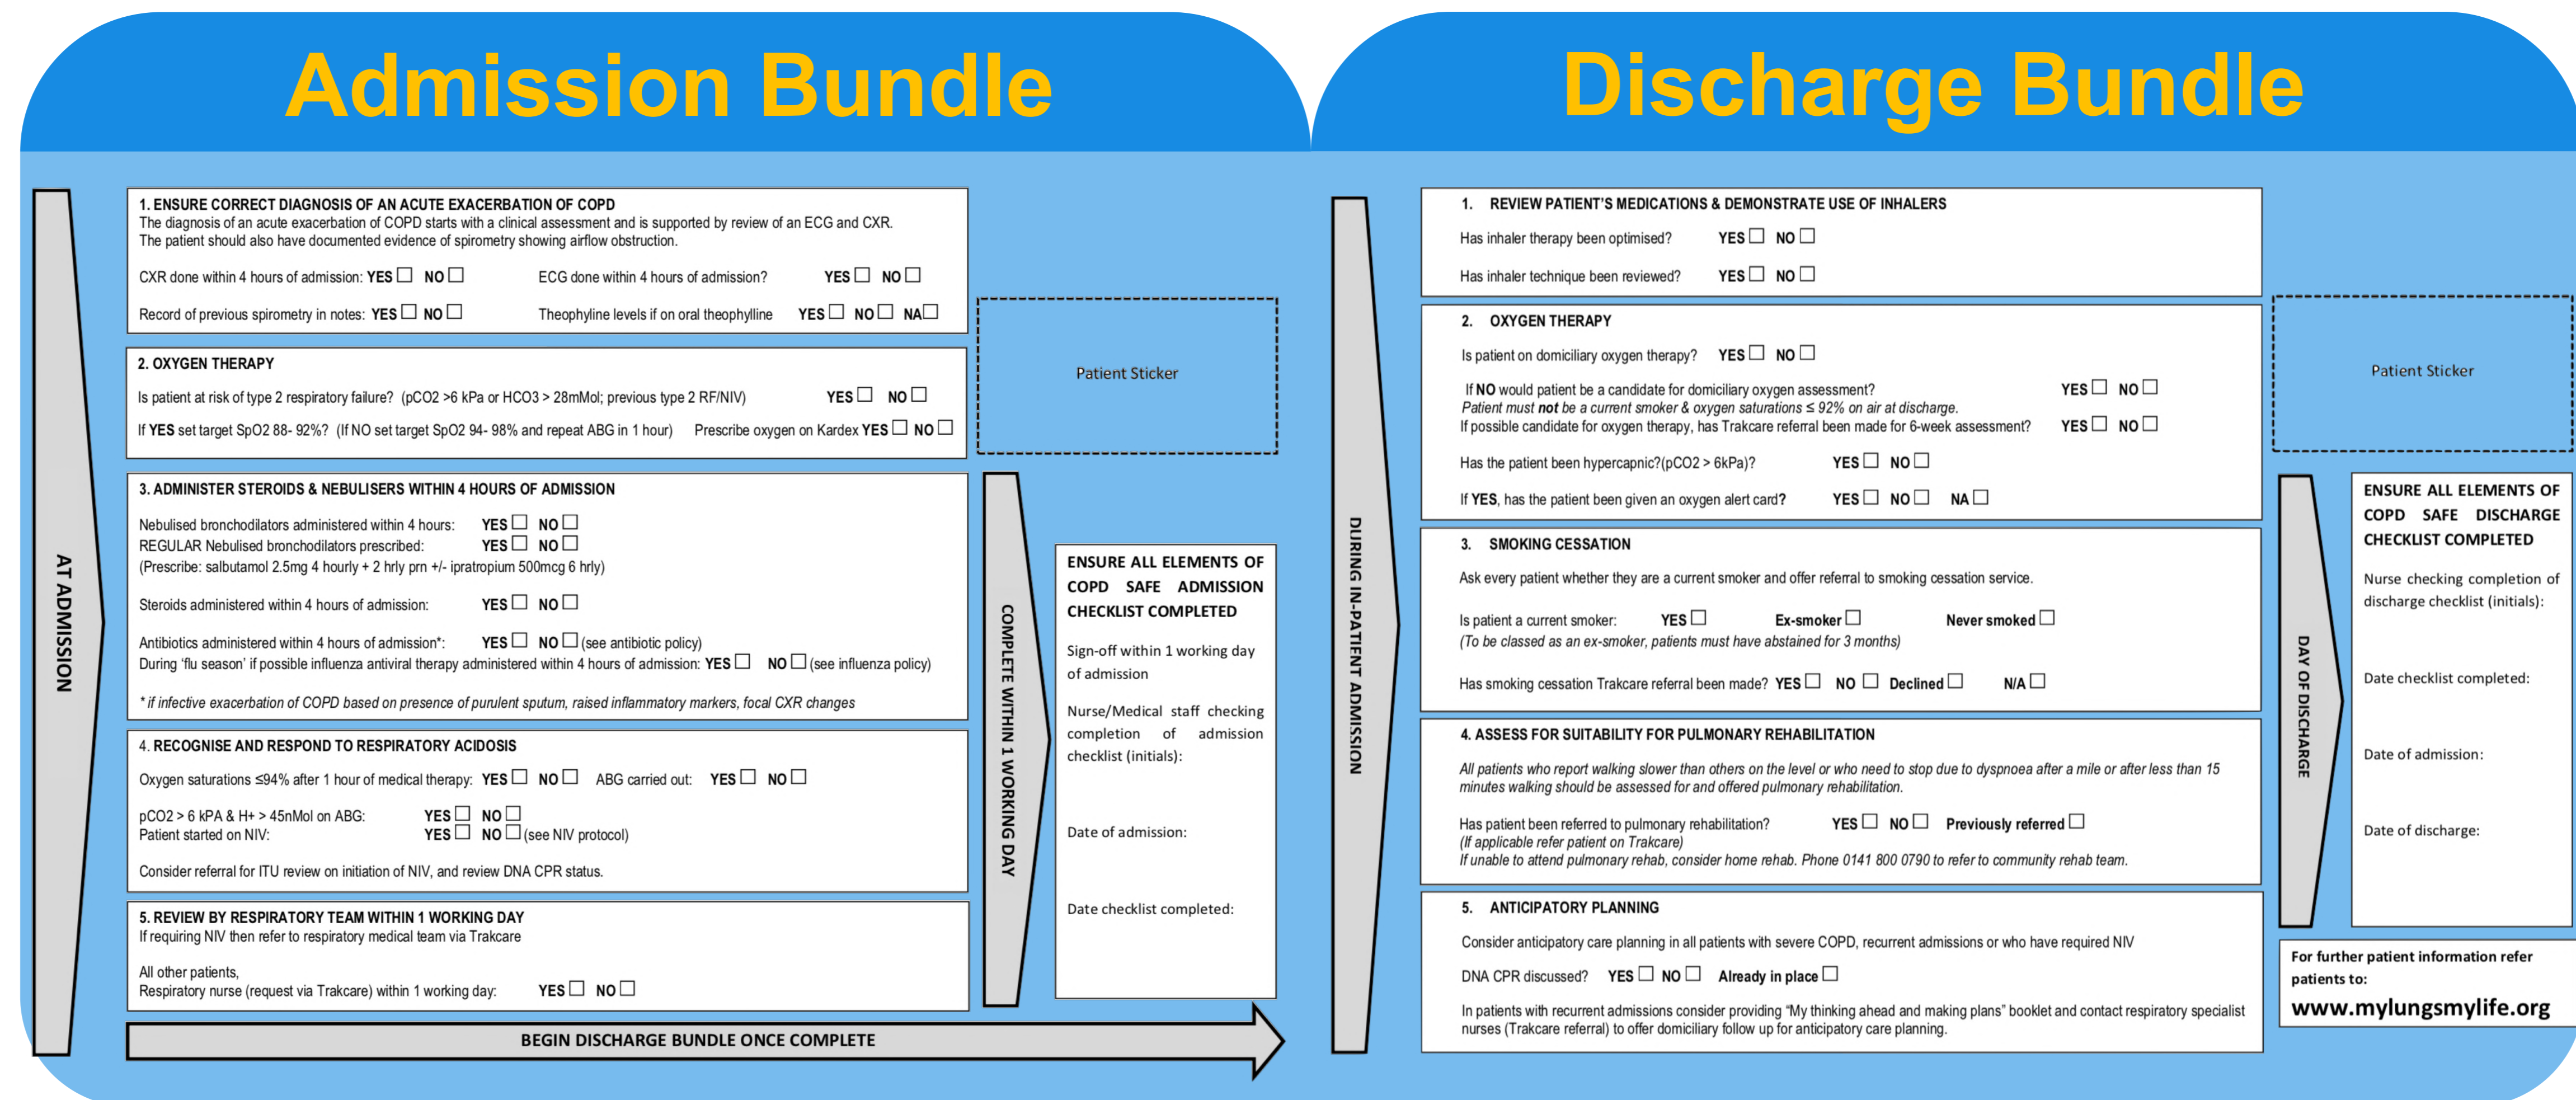 Admission Bundle
AT ADMISSION
1. ENSURE CORRECT DIAGNOSIS OF AN ACUTE EXACERBATION OF COPD
The diagnosis of an acute exacerbation of COPD starts with a clinical assessment and is supported by review of an ECG and CXR.
The patient should also have documented evidence of spirometry showing airflow obstruction.
CXR done within 4 hours of admission: YES ☐ NO ☐ ECG done within 4 hours of admission? YES ☐ NO ☐
Record of previous spirometry in notes: YES ☐ NO ☐ Theophyline levels if on oral theophylline YES ☐ NO ☐ NA ☐
2. OXYGEN THERAPY
Is patient at risk of type 2 respiratory failure? (pCO2 >6 kPa or HCO3 > 28mMol; previous type 2 RF/NIV) YES ☐ NO ☐
If YES set target SpO2 88- 92%? (If NO set target SpO2 94- 98% and repeat ABG in 1 hour) Prescribe oxygen on Kardex YES ☐ NO ☐
3. ADMINISTER STEROIDS & NEBULISERS WITHIN 4 HOURS OF ADMISSION
Nebulised bronchodilators administered within 4 hours: YES ☐ NO ☐
REGULAR Nebulised bronchodilators prescribed: YES ☐ NO ☐
(Prescribe: salbutamol 2.5mg 4 hourly + 2 hrly prn +/- ipratropium 500mcg 6 hrly)
Steroids administered within 4 hours of admission: YES ☐ NO ☐
Antibiotics administered within 4 hours of admission*: YES ☐ NO ☐ (see antibiotic policy)
During 'flu season' if possible influenza antiviral therapy administered within 4 hours of admission: YES ☐ NO ☐ (see influenza policy)
* if infective exacerbation of COPD based on presence of purulent sputum, raised inflammatory markers, focal CXR changes
4. RECOGNISE AND RESPOND TO RESPIRATORY ACIDOSIS
Oxygen saturations ≤94% after 1 hour of medical therapy: YES ☐ NO ☐ ABG carried out: YES ☐ NO ☐
pCO2 > 6 kPA & H+ > 45nMol on ABG: YES ☐ NO ☐
Patient started on NIV: YES ☐ NO ☐ (see NIV protocol)
Consider referral for ITU review on initiation of NIV, and review DNA CPR status.
5. REVIEW BY RESPIRATORY TEAM WITHIN 1 WORKING DAY
If requiring NIV then refer to respiratory medical team via Trakcare
All other patients,
Respiratory nurse (request via Trakcare) within 1 working day: YES ☐ NO ☐
BEGIN DISCHARGE BUNDLE ONCE COMPLETE
Patient Sticker
COMPLETE WITHIN 1 WORKING DAY
ENSURE ALL ELEMENTS OF
COPD SAFE ADMISSION
CHECKLIST COMPLETED
Sign-off within 1 working day
of admission
Nurse/Medical staff checking
completion of admission
checklist (initials):
Date of admission:
Date checklist completed:
Discharge Bundle
DURING IN-PATIENT ADMISSION
1. REVIEW PATIENT'S MEDICATIONS & DEMONSTRATE USE OF INHALERS
Has inhaler therapy been optimised? YES ☐ NO ☐
Has inhaler technique been reviewed? YES ☐ NO ☐
2. OXYGEN THERAPY
Is patient on domiciliary oxygen therapy? YES ☐ NO ☐
If NO would patient be a candidate for domiciliary oxygen assessment? YES ☐ NO ☐
Patient must not be a current smoker & oxygen saturations ≤ 92% on air at discharge.
If possible candidate for oxygen therapy, has Trakcare referral been made for 6-week assessment? YES ☐ NO ☐
Has the patient been hypercapnic?(pCO2 > 6kPa)? YES ☐ NO ☐
If YES, has the patient been given an oxygen alert card? YES ☐ NO ☐ NA ☐
3. SMOKING CESSATION
Ask every patient whether they are a current smoker and offer referral to smoking cessation service.
Is patient a current smoker: YES ☐ Ex-smoker ☐ Never smoked ☐
(To be classed as an ex-smoker, patients must have abstained for 3 months)
Has smoking cessation Trakcare referral been made? YES ☐ NO ☐ Declined ☐ N/A ☐
4. ASSESS FOR SUITABILITY FOR PULMONARY REHABILITATION
All patients who report walking slower than others on the level or who need to stop due to dyspnoea after a mile or after less than 15
minutes walking should be assessed for and offered pulmonary rehabilitation.
Has patient been referred to pulmonary rehabilitation? YES ☐ NO ☐ Previously referred ☐
(If applicable refer patient on Trakcare)
If unable to attend pulmonary rehab, consider home rehab. Phone 0141 800 0790 to refer to community rehab team.
5. ANTICIPATORY PLANNING
Consider anticipatory care planning in all patients with severe COPD, recurrent admissions or who have required NIV
DNA CPR discussed? YES ☐ NO ☐ Already in place ☐
In patients with recurrent admissions consider providing "My thinking ahead and making plans" booklet and contact respiratory specialist
nurses (Trakcare referral) to offer domiciliary follow up for anticipatory care planning.
Patient Sticker
DAY OF DISCHARGE
ENSURE ALL ELEMENTS OF
COPD SAFE DISCHARGE
CHECKLIST COMPLETED
Nurse checking completion of
discharge checklist (initials):
Date checklist completed:
Date of admission:
Date of discharge:
For further patient information refer
patients to:
www.mylungsmylife.org